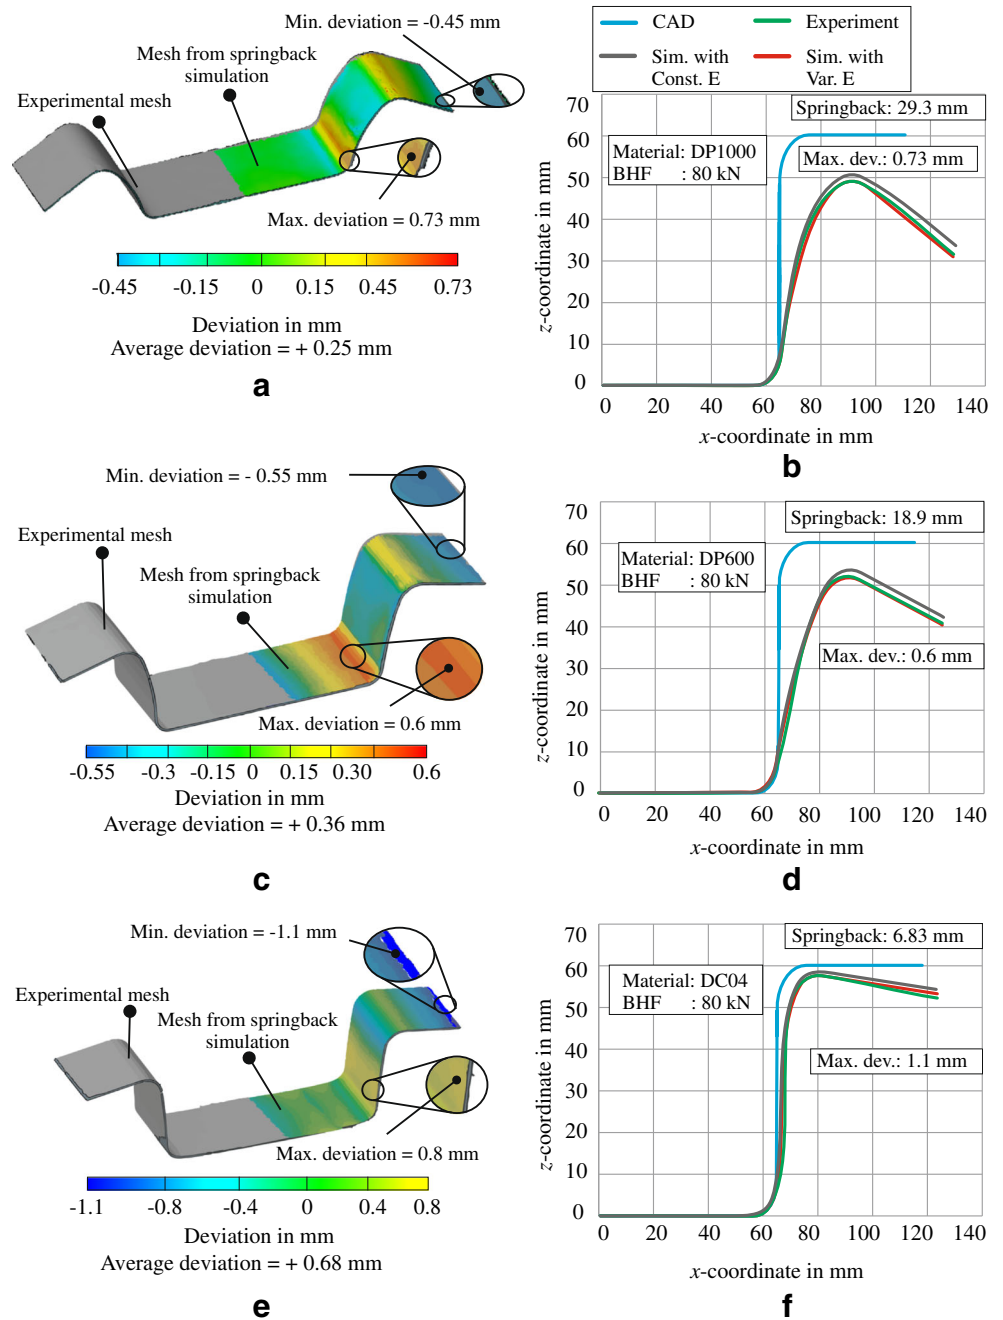 Min. deviation = -0.45 mm
Mesh from springback
simulation
Experimental mesh
Max. deviation = 0.73 mm
-0.45 -0.15 0 0.15 0.45 0.73
Deviation in mm
Average deviation = + 0.25 mm
a
CAD Experiment
Sim. with
Const. E
Sim. with
Var. E
Springback: 29.3 mm
Material: DP1000
BHF : 80 kN
Max. dev.: 0.73 mm
70
60
50
40
30
20
10
0
z-coordinate in mm
0 20 40 60 80 100 120 140
x-coordinate in mm
b
Min. deviation = - 0.55 mm
Experimental mesh
Mesh from springback
simulation
Max. deviation = 0.6 mm
-0.55 -0.3 -0.15 0 0.15 0.30 0.6
Deviation in mm
Average deviation = + 0.36 mm
c
Springback: 18.9 mm
Material: DP600
BHF : 80 kN
Max. dev.: 0.6 mm
70
60
50
40
30
20
10
0
z-coordinate in mm
0 20 40 60 80 100 120 140
x-coordinate in mm
d
Min. deviation = -1.1 mm
Experimental mesh
Mesh from springback
simulation
Max. deviation = 0.8 mm
-1.1 -0.8 -0.4 0 0.4 0.8
Deviation in mm
Average deviation = + 0.68 mm
e
Springback: 6.83 mm
Material: DC04
BHF : 80 kN
Max. dev.: 1.1 mm
70
60
50
40
30
20
10
0
z-coordinate in mm
0 20 40 60 80 100 120 140
x-coordinate in mm
f